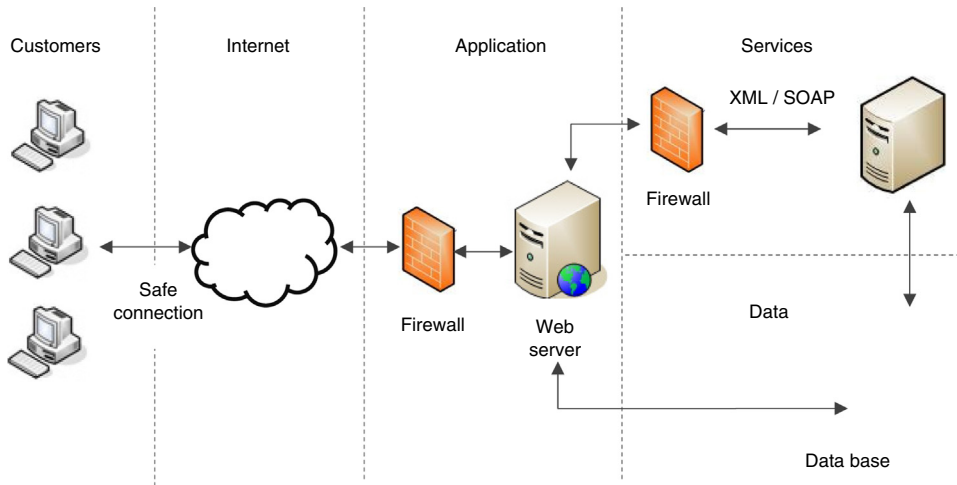 Customers
Internet
Application
Services
XML / SOAP
Firewall
Safe
connection
Firewall
Web
server
Data
Data base